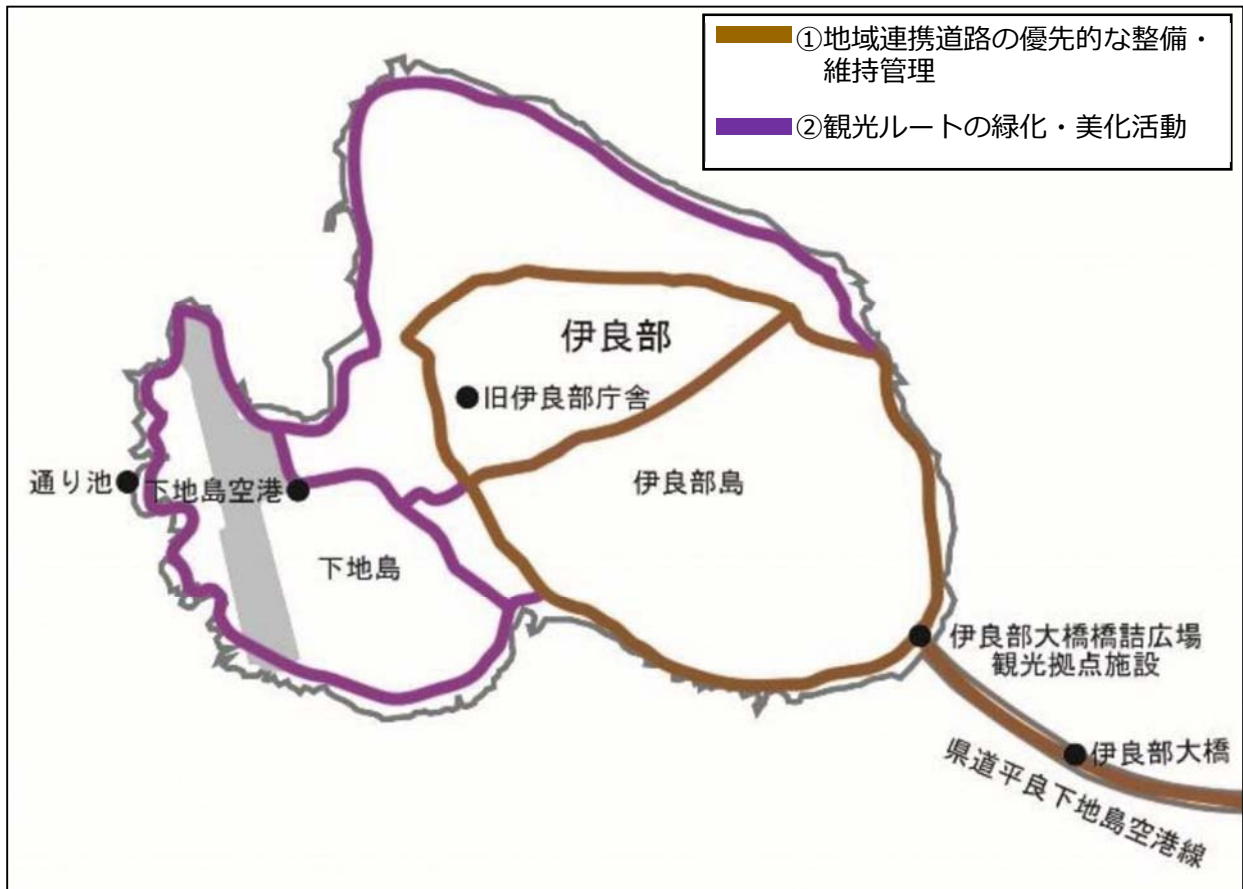 ①地域連携道路の優先的な整備・
維持管理
②観光ルートの緑化・美化活動
伊良部
旧伊良部庁舎
通り池
下地島空港
伊良部島
下地島
伊良部大橋橋詰広場
観光拠点施設
伊良部大橋
県道平良下地島空港線